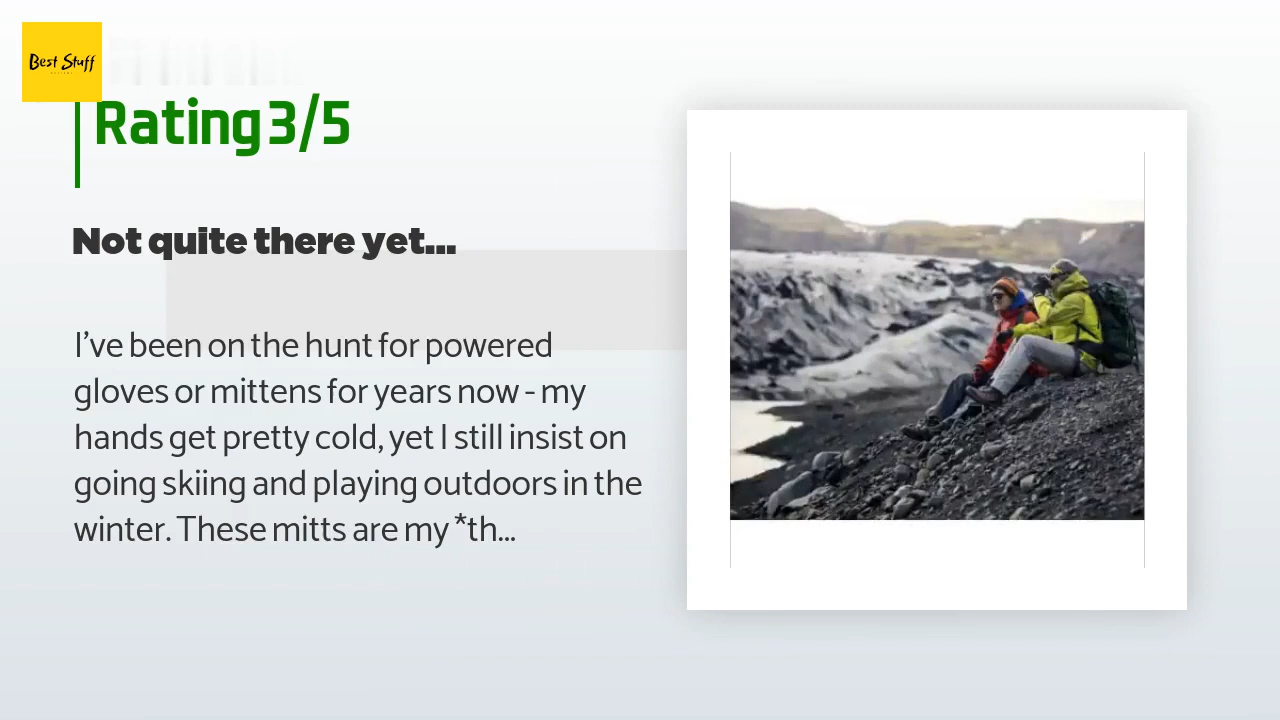 Best Stuff
Rating 3/5
Not quite there yet...
I've been on the hunt for powered
gloves or mittens for years now - my
hands get pretty cold, yet I still insist on
going skiing and playing outdoors in the
winter. These mitts are my *th...